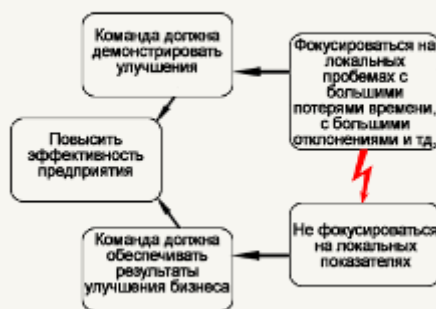 Команда должна
демонстрировать
улучшения
Фокусироваться на
локальных
пробемах с
большими
потерями времени,
с большими
отклонениями и тд,
Повысить
эффективность
предприятия
Команда должна
обеспечивать
результаты
улучшения бизнеса
Не фокусироваться
на локальных
показателях